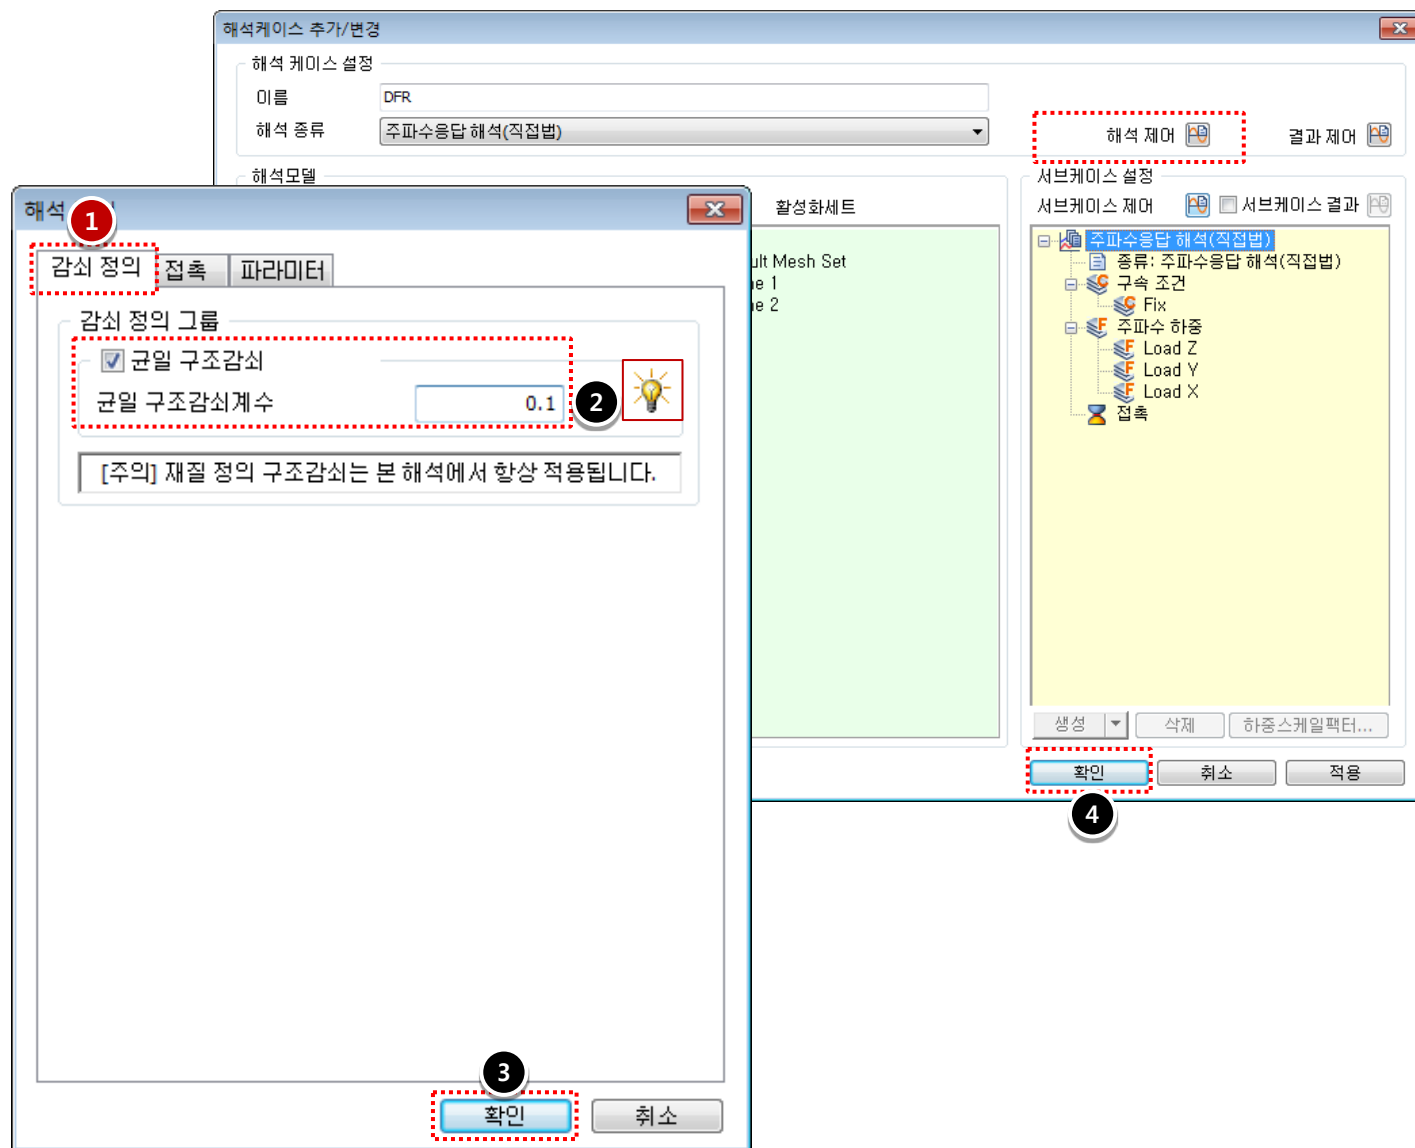 해석케이스 추가/변경
해석 케이스 설정
이름 DFR
해석 종류 주파수응답 해석(직접법)
해석 제어 결과 제어
해석모델
활성화세트
ult Mesh Set
ne 1
ne 2
서브케이스 설정
서브케이스 제어 서브케이스 결과
주파수응답 해석(직접법)
종류: 주파수응답 해석(직접법)
구속 조건
Fix
주파수 하중
Load Z
Load Y
Load X
접촉
생성 삭제 하중스케일팩터...
확인 취소 적용
4
해석
1
감쇠 정의 접촉 파라미터
감쇠 정의 그룹
균일 구조감쇠
균일 구조감쇠계수 0.1 2
[주의] 재질 정의 구조감쇠는 본 해석에서 항상 적용됩니다.
3
확인 취소